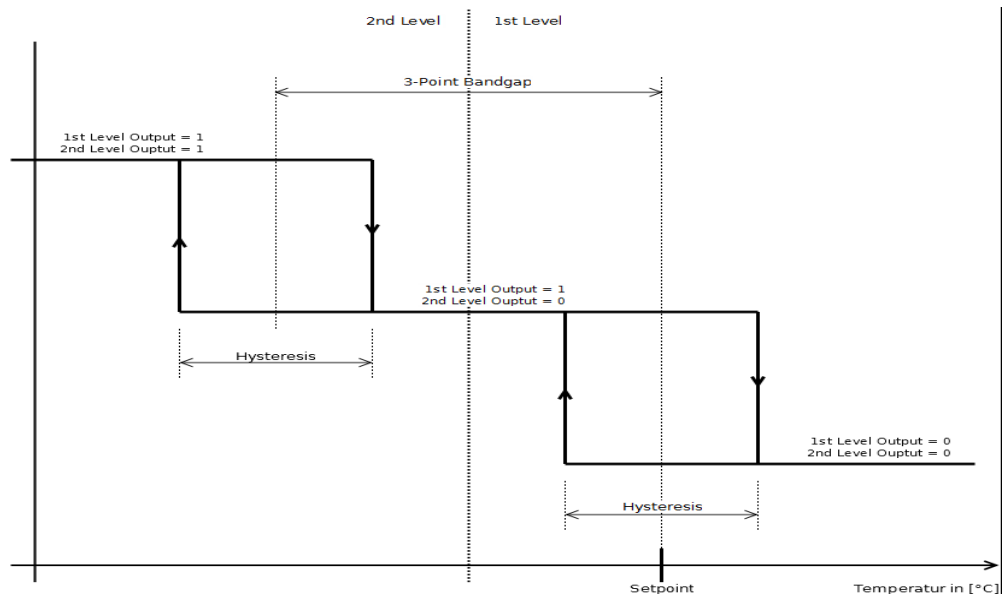 2nd Level
1st Level
3-Point Bandgap
1st Level Output = 1
2nd Level Ouptut = 1
1st Level Output = 1
2nd Level Ouptut = 0
Hysteresis
1st Level Output = 0
2nd Level Ouptut = 0
Hysteresis
Setpoint
Temperatur in [°C]